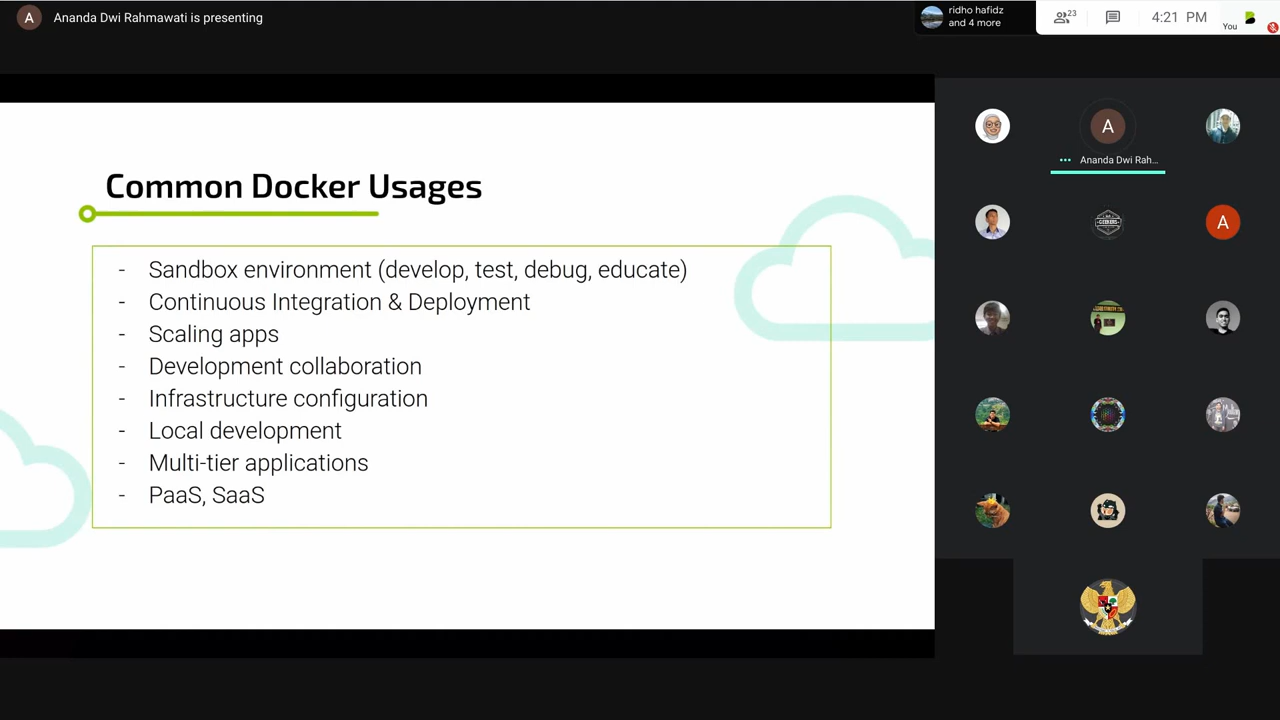 A
Ananda Dwi Rahmawati is presenting
ridho hafidz
and 4 more
23
4:21 PM
You
Common Docker Usages
- Sandbox environment (develop, test, debug, educate)
- Continuous Integration & Deployment
- Scaling apps
- Development collaboration
- Infrastructure configuration
- Local development
- Multi-tier applications
- PaaS, SaaS
A
Ananda Dwi Rah...
GEEKERS
A